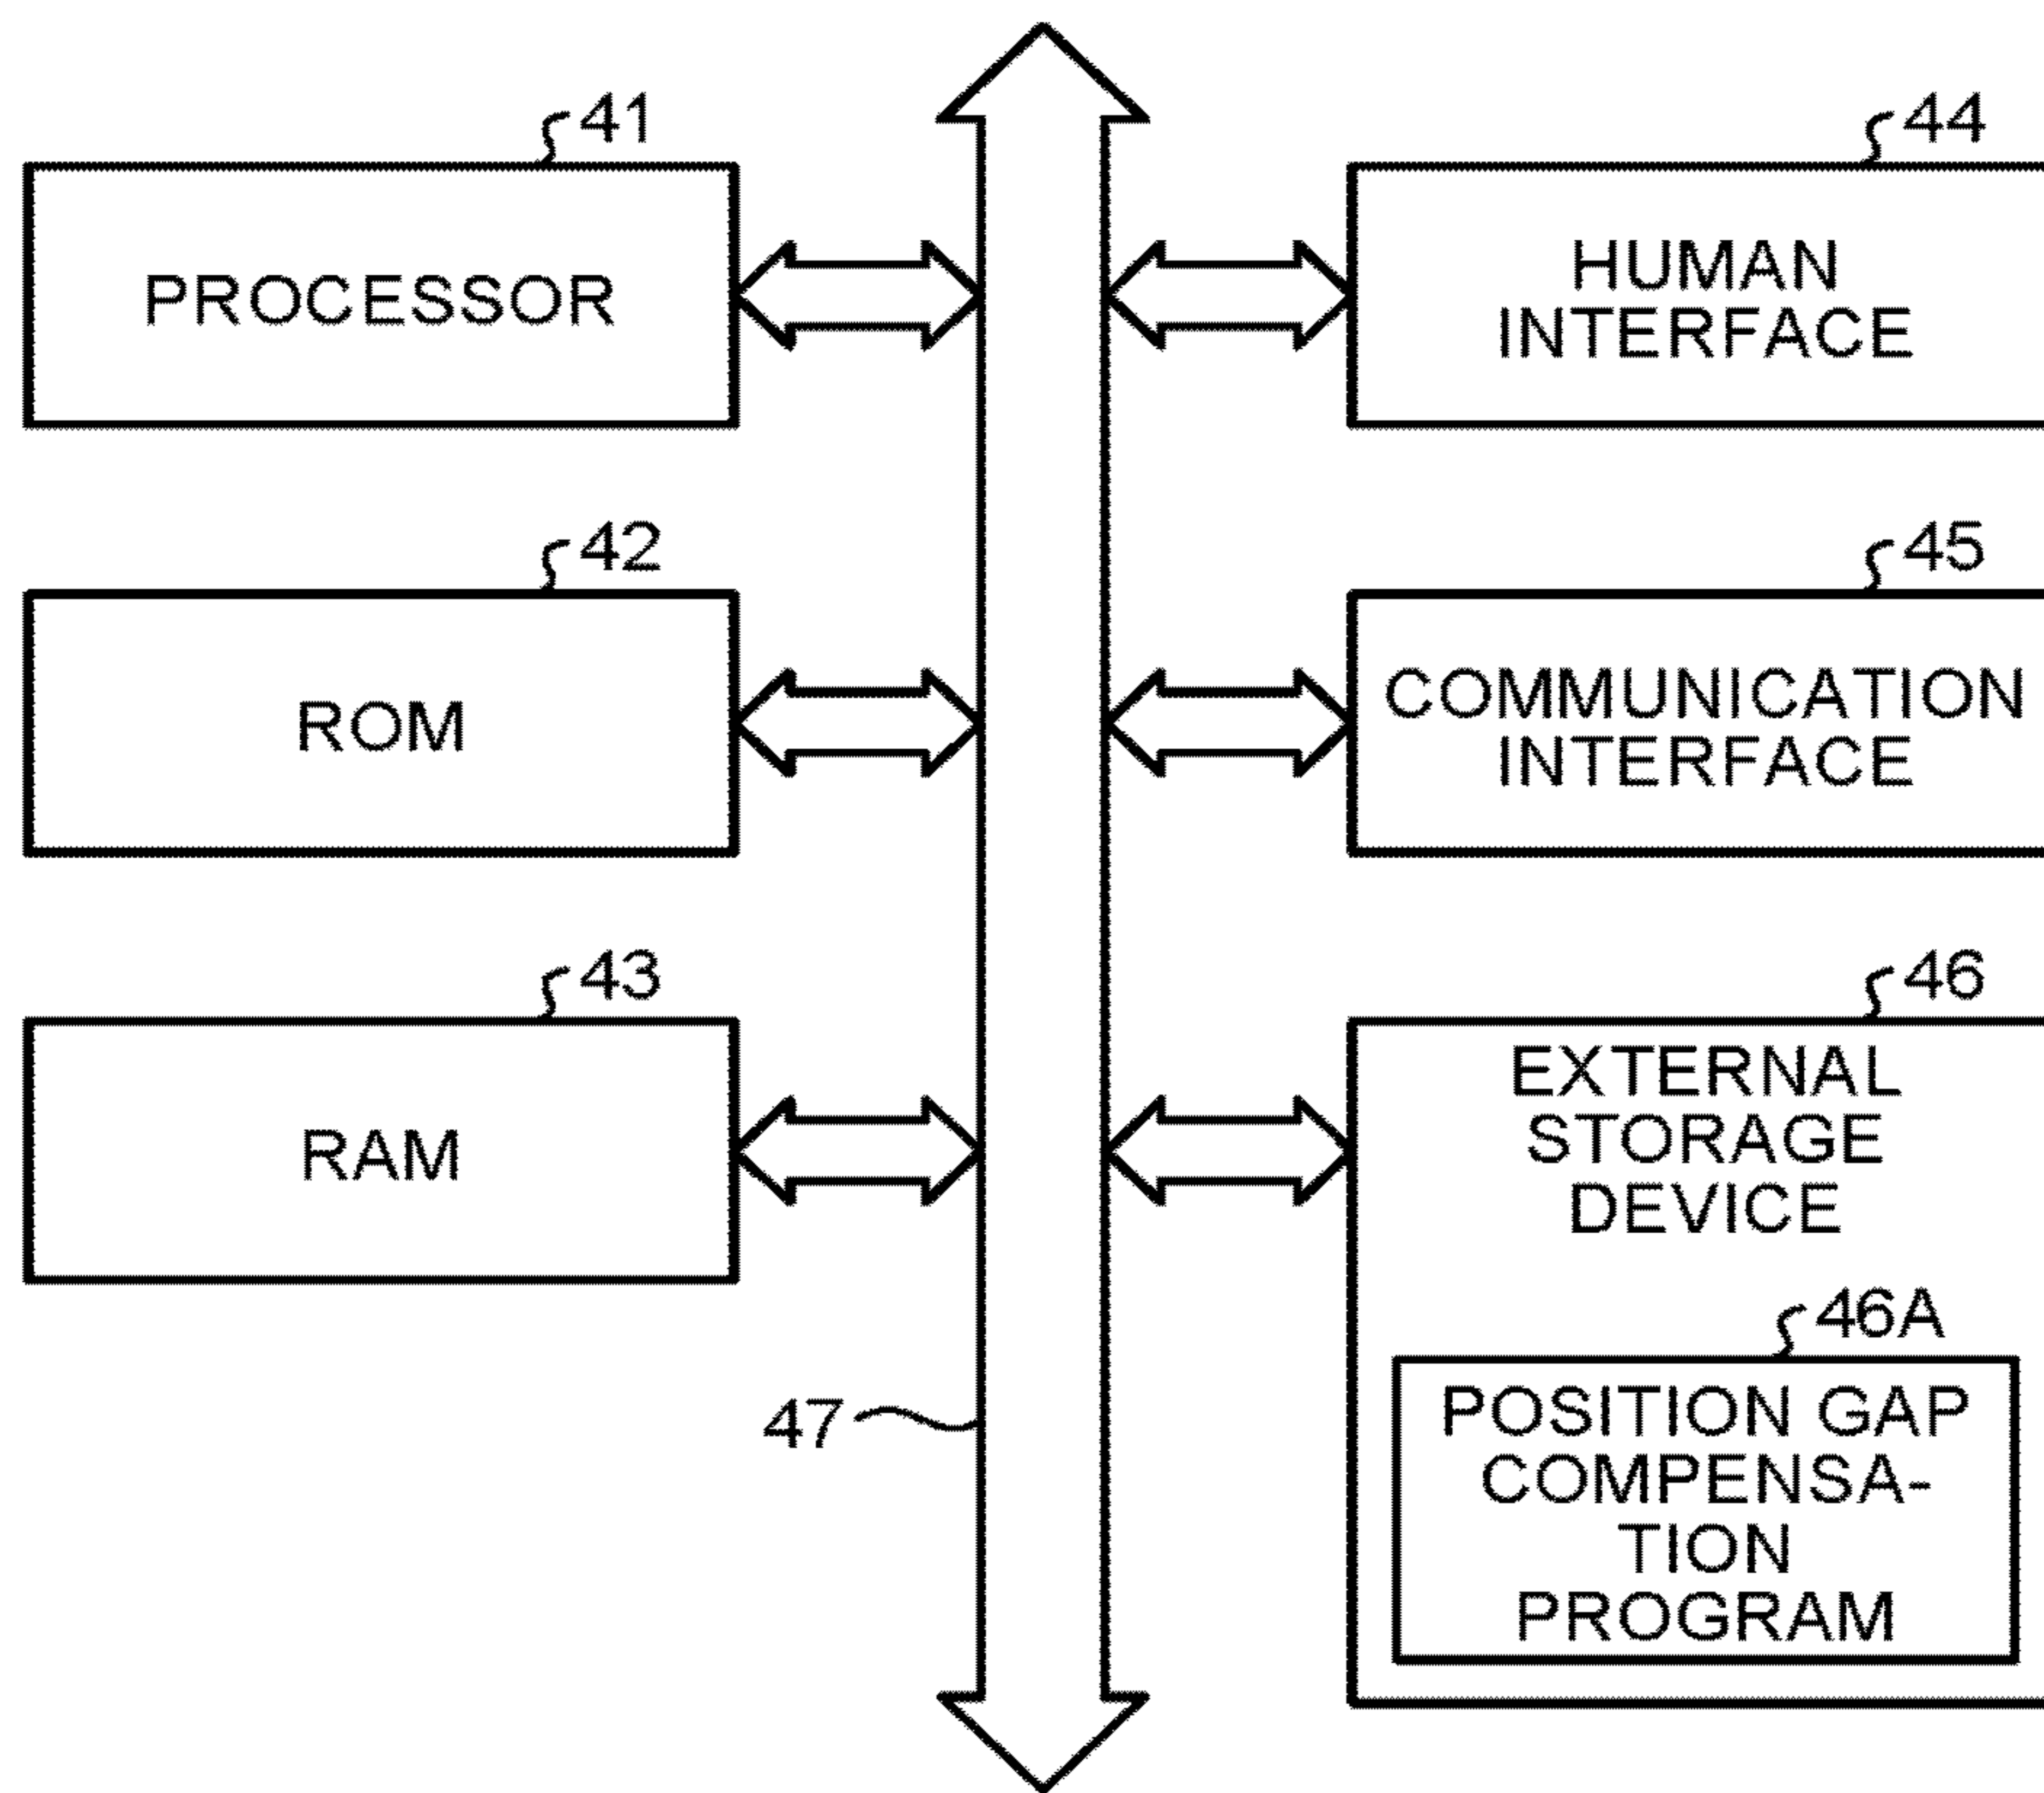 41
PROCESSOR
42
ROM
43
RAM
47
44
HUMAN
INTERFACE
45
COMMUNICATION
INTERFACE
46
EXTERNAL
STORAGE
DEVICE
46A
POSITION GAP
COMPENSA-
TION
PROGRAM